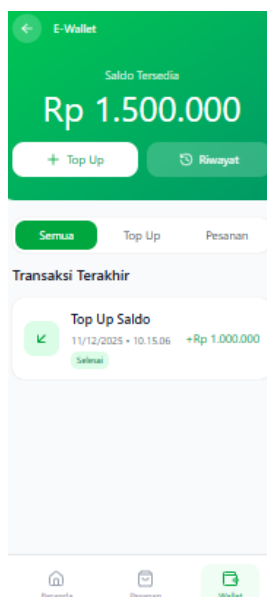 E-Wallet
Saldo Tersedia
Rp 1.500.000
+ Top Up
Riwayat
Semua
Top Up
Pesanan
Transaksi Terakhir
Top Up Saldo
11/12/2025 • 10.15.06
+Rp 1.000.000
Selesai
Beranda
Pesanan
Wallet